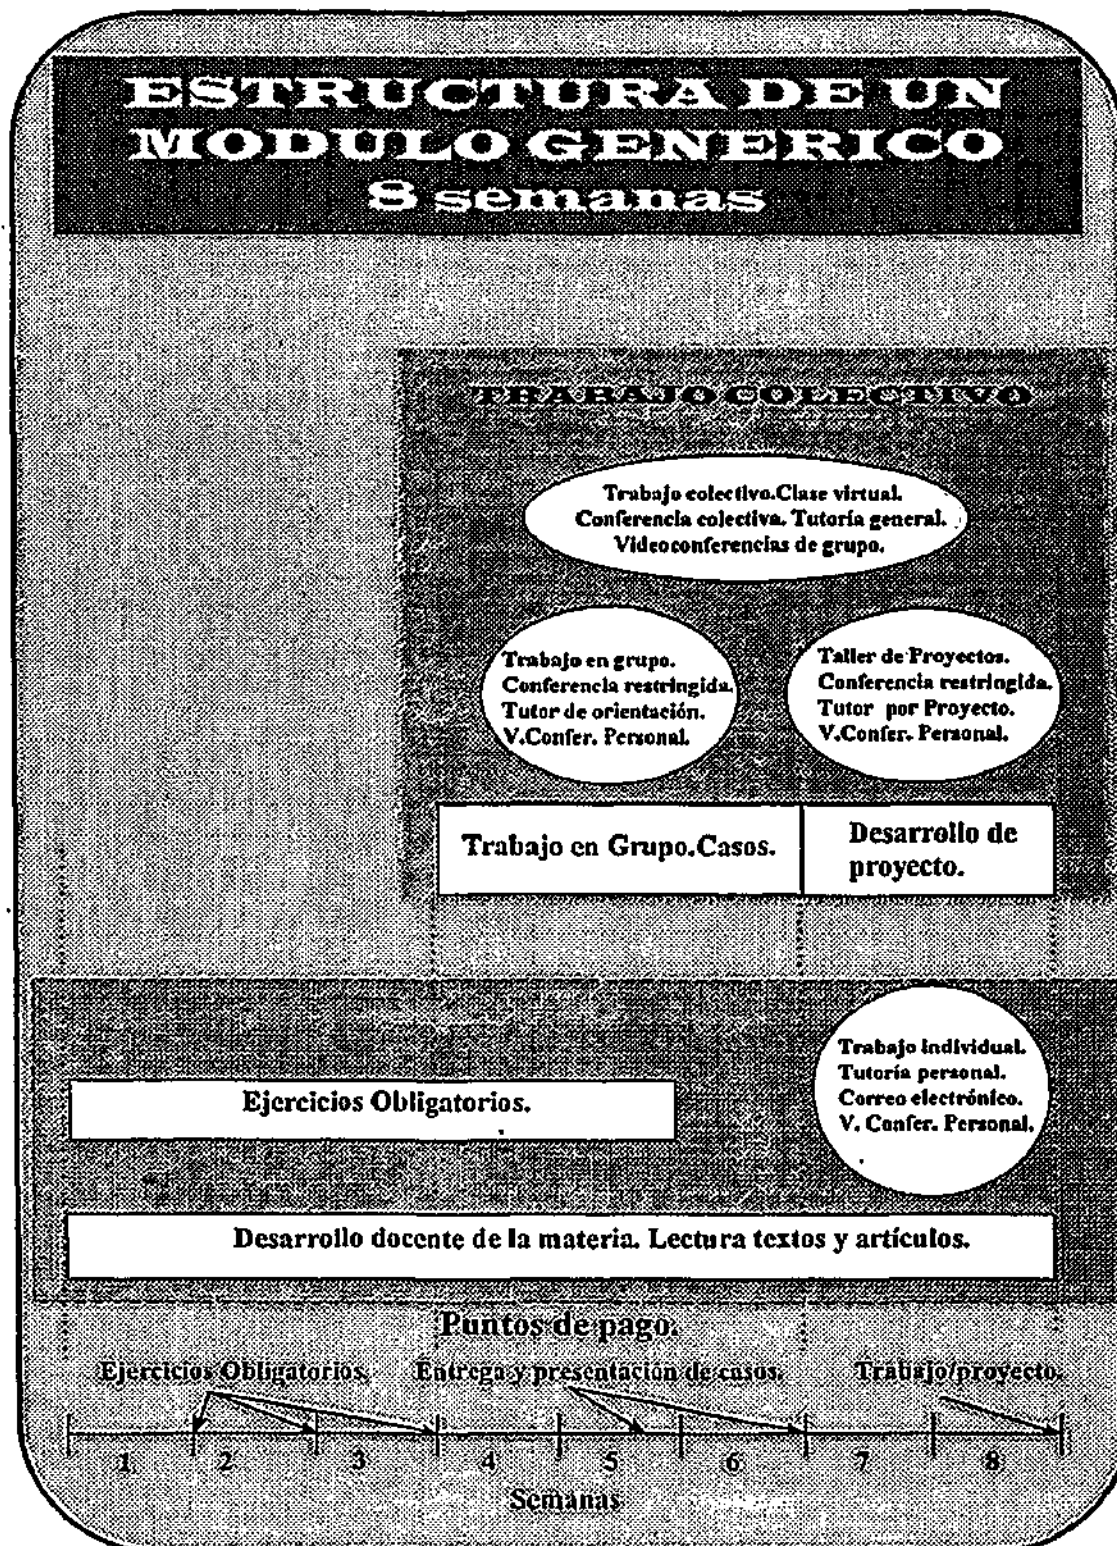 ESTRUCTURA DE UN
MODULO GENERICO
8 semanas
TRABAJO COLECTIVO
Trabajo colectivo.Clase virtual.
Conferencia colectiva. Tutoría general.
Videoconferencias de grupo.
Trabajo en grupo.
Conferencia restringida.
Tutor de orientación.
V.Confer. Personal.
Taller de Proyectos.
Conferencia restringida.
Tutor por Proyecto.
V.Confer. Personal.
Trabajo en Grupo.Casos.
Desarrollo de
proyecto.
Trabajo individual.
Tutoría personal.
Correo electrónico.
V. Confer. Personal.
Ejercicios Obligatorios.
Desarrollo docente de la materia. Lectura textos y artículos.
Puntos de pago.
Ejercicios Obligatorios.
Entrega y presentación de casos.
Trabajo/proyecto.
1 2 3 4 5 6 7 8
Semanas